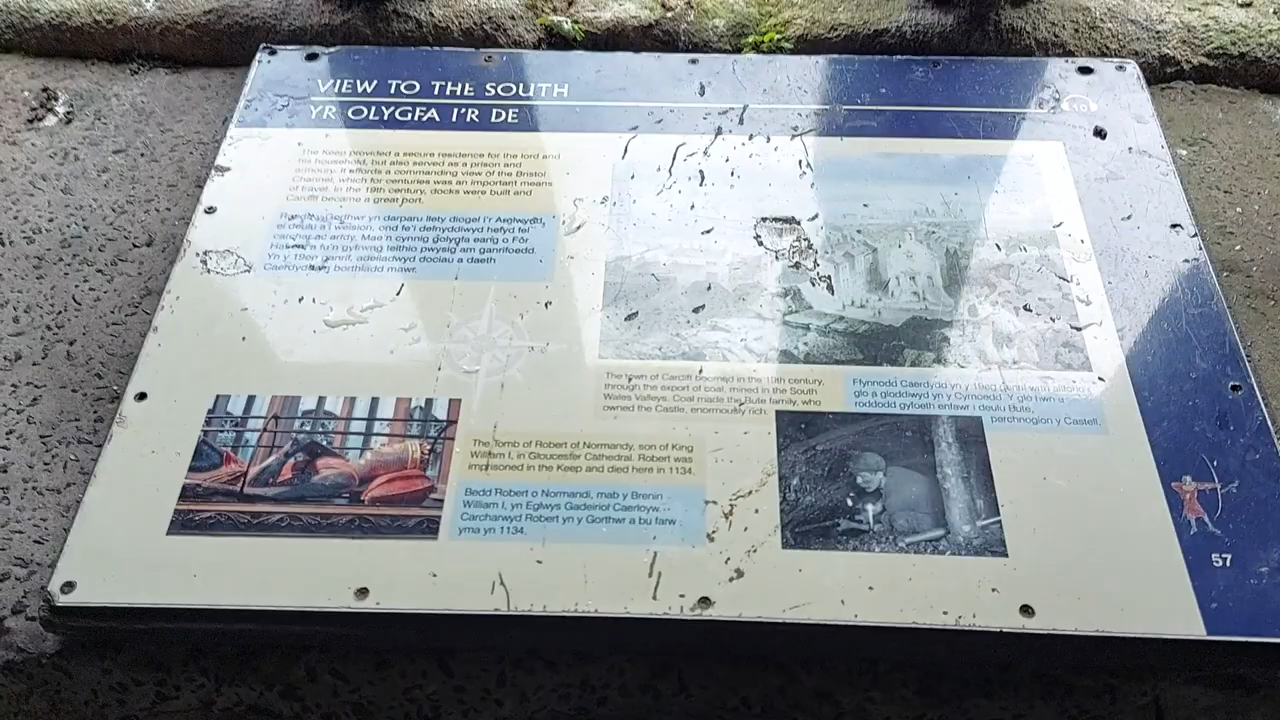 VIEW TO THE SOUTH
YR OLYGFA I'R DE
10
The Keep provided a secure residence for the lord and
his household, but also served as a prison and
armoury. It affords a commanding view of the Bristol
Channel, which for centuries was an important means
of travel. In the 19th century, docks were built and
Cardiff became a great port.
Gorthwr yn darparu llety diogel i'r Arglwydd,
ei deulu a'i weision, ond fe'i defnyddiwyd hefyd fel
carchar ac arfdy. Mae'n cynnig golygfa eang o Fôr
Hafren, a fu'n gyfrwng teithio pwysig am ganrifoedd.
Yn y 19eg ganrif, adeiladwyd dociau a daeth
Caerdydd yn borthladd mawr.
The town of Cardiff boomed in the 19th century,
through the export of coal, mined in the South
Wales Valleys. Coal made the Bute family, who
owned the Castle, enormously rich.
Ffynnodd Caerdydd yn y 19eg ganrif wrth allforio'r
glo a gloddiwyd yn y Cymoedd. Y glo hwn a
roddodd gyfoeth enfawr i deulu Bute,
perchnogion y Castell.
The Tomb of Robert of Normandy, son of King
William I, in Gloucester Cathedral. Robert was
imprisoned in the Keep and died here in 1134.
Bedd Robert o Normandi, mab y Brenin
William I, yn Eglwys Gadeiriol Caerloyw.
Carcharwyd Robert yn y Gorthwr a bu farw
yma yn 1134.
57